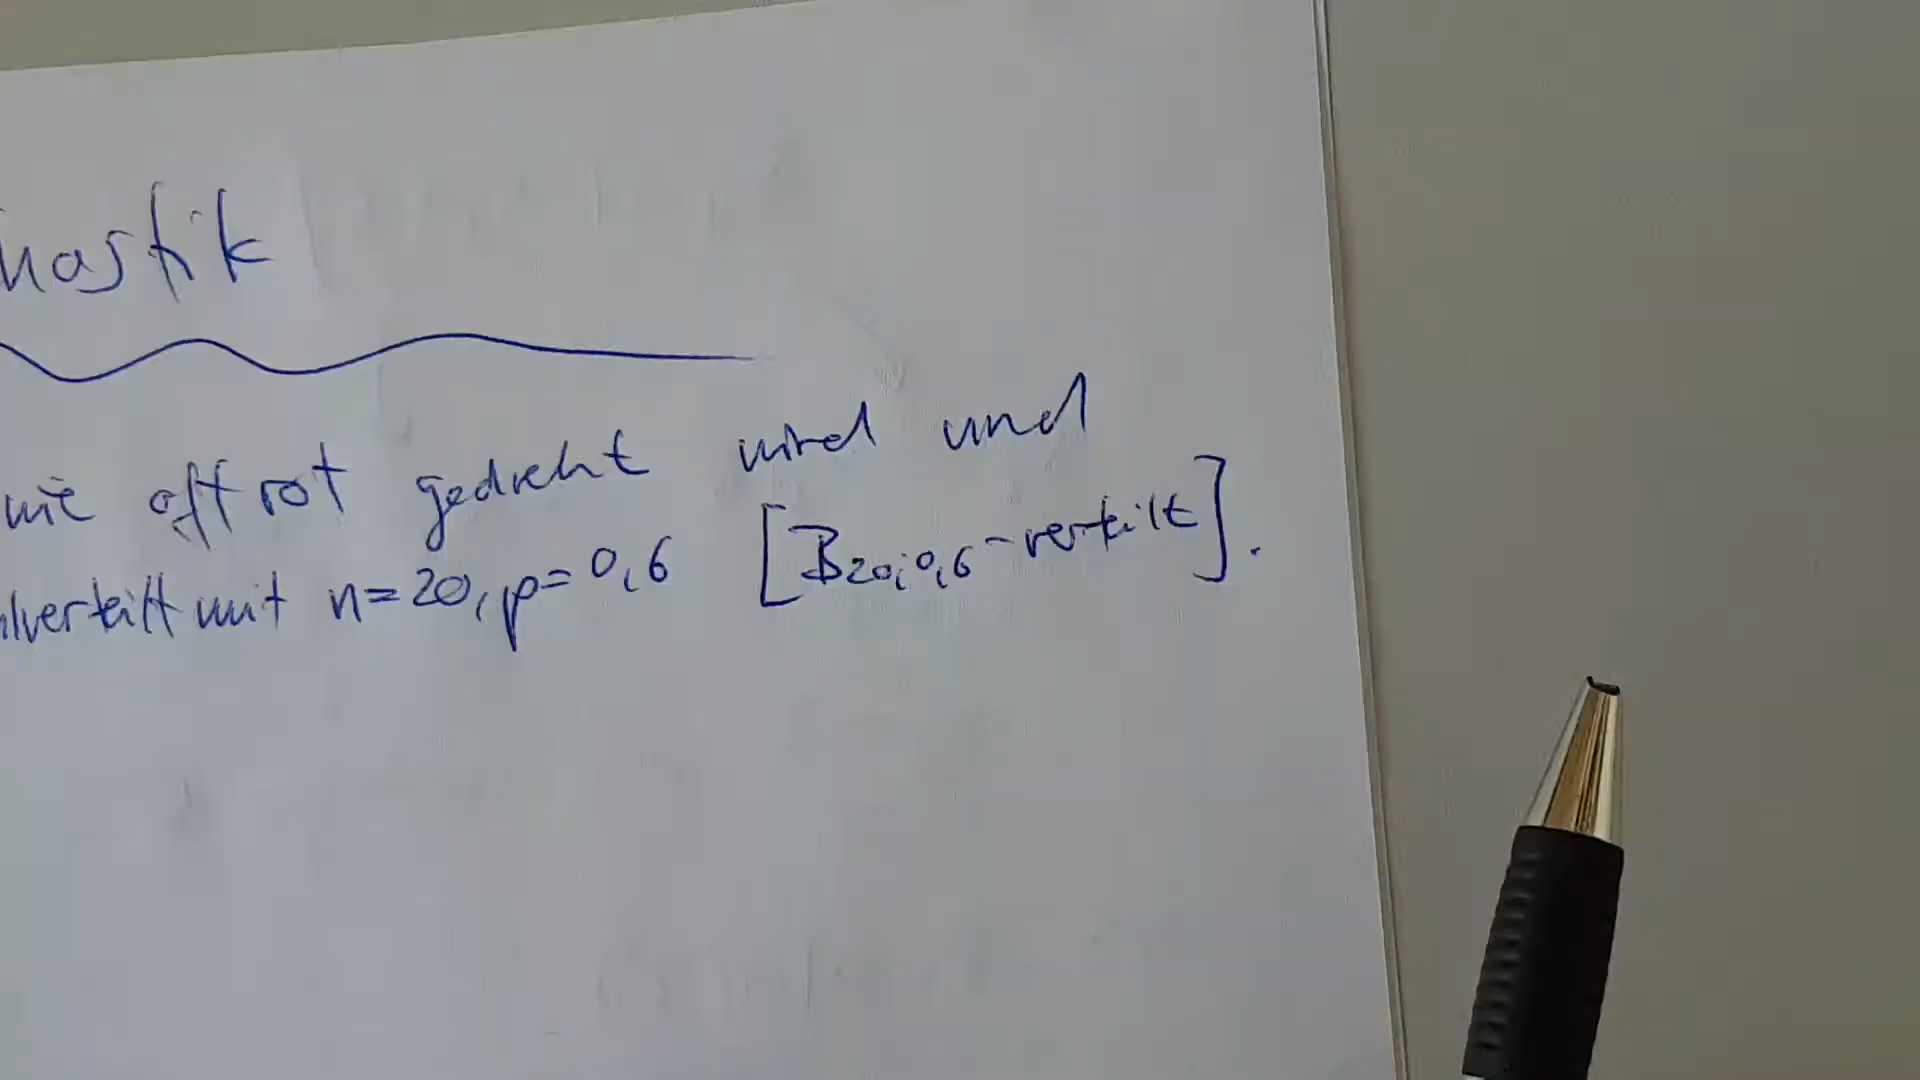 hastik
wie oft rot gedreht wird und
lverteilt mit n=20, p=0,6 [B20;0,6-verteilt].